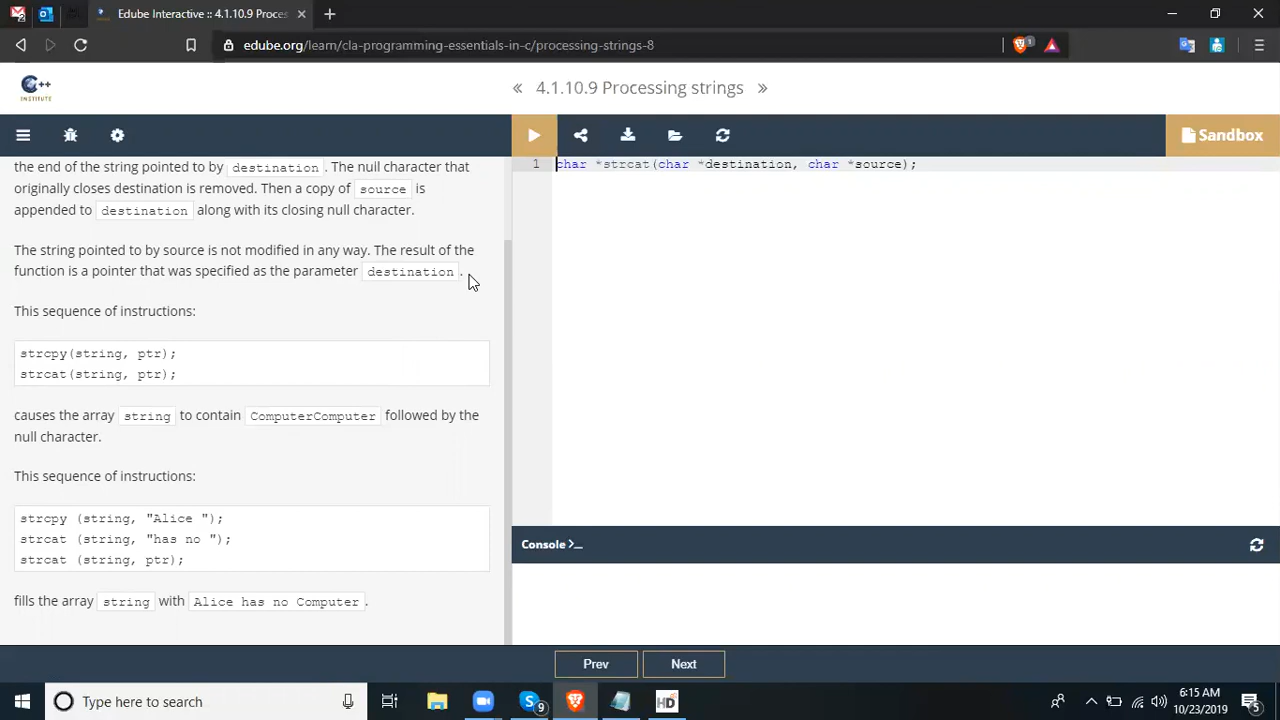 Edube Interactive :: 4.1.10.9 Processing
edube.org/learn/cla-programming-essentials-in-c/processing-strings-8
1
C++
INSTITUTE
« 4.1.10.9 Processing strings »
Sandbox
the end of the string pointed to by destination . The null character that
originally closes destination is removed. Then a copy of source is
appended to destination along with its closing null character.
The string pointed to by source is not modified in any way. The result of the
function is a pointer that was specified as the parameter destination .
This sequence of instructions:
strcpy(string, ptr);
strcat(string, ptr);
causes the array string to contain ComputerComputer followed by the
null character.
This sequence of instructions:
strcpy (string, "Alice ");
strcat (string, "has no ");
strcat (string, ptr);
fills the array string with Alice has no Computer .
1 char *strcat(char *destination, char *source);
Console >_
Prev
Next
Type here to search
9
HD
6:15 AM
10/23/2019
5